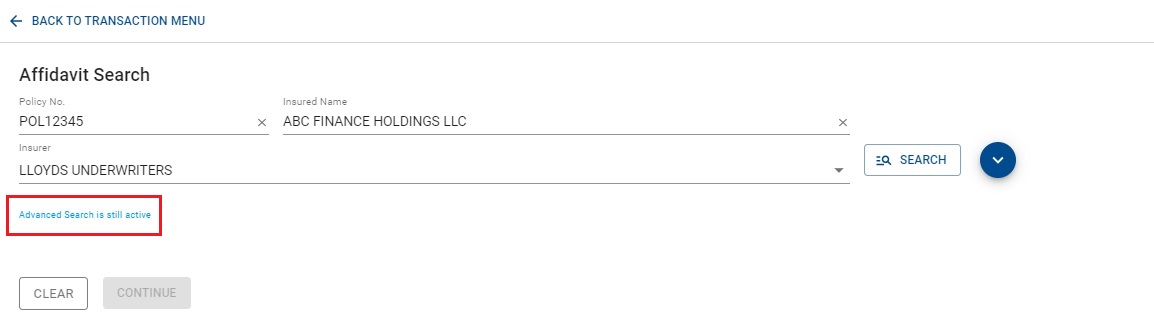 BACK TO TRANSACTION MENU
Affidavit Search
Policy No. Insured Name
POL12345 ABC FINANCE HOLDINGS LLC
Insurer
LLOYDS UNDERWRITERS
SEARCH
Advanced Search is still active
CLEAR CONTINUE